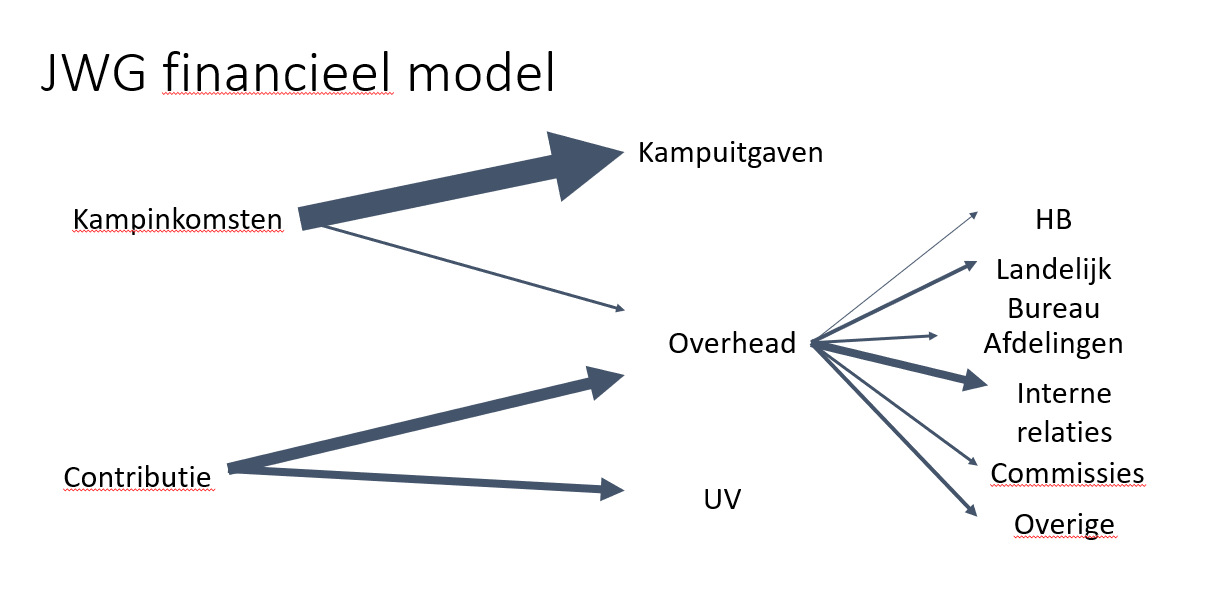 JWG financieel model
Kampuitgaven
Kampinkomsten
HB
Landelijk
Bureau
Overhead
Afdelingen
Interne
relaties
Contributie
Commissies
UV
Overige